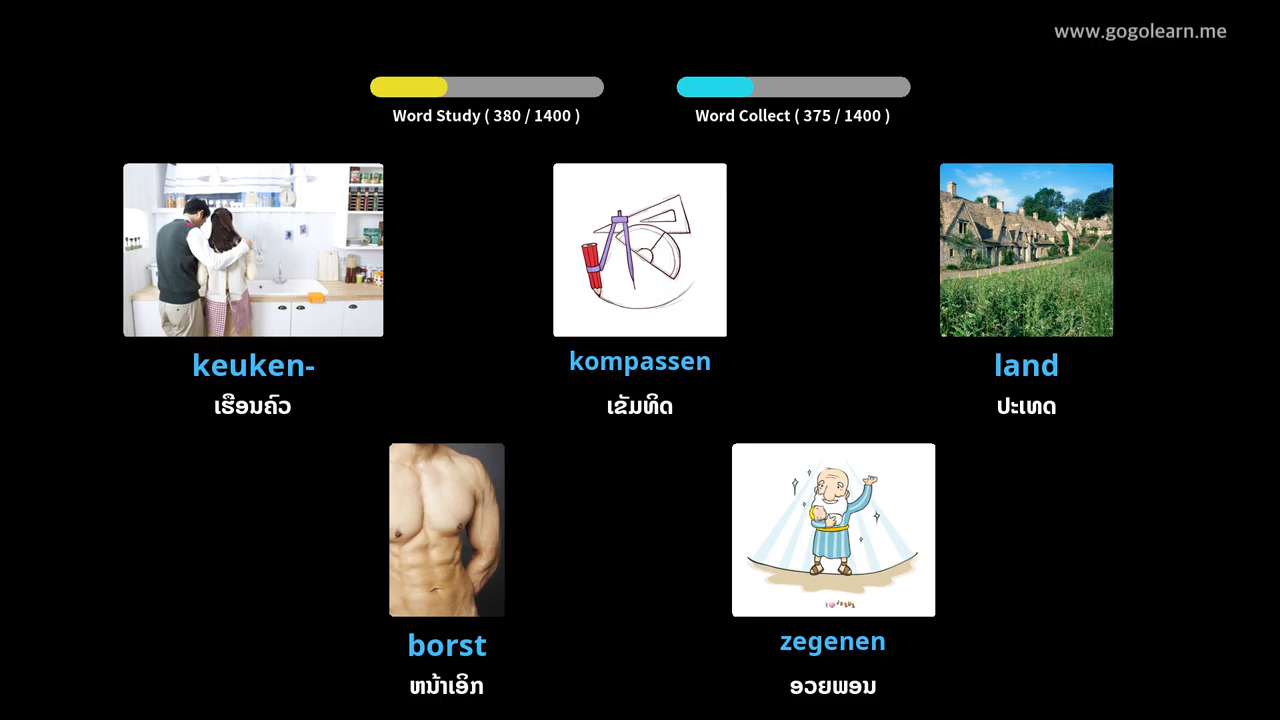 www.gogolearn.me
Word Study ( 380 / 1400 )
Word Collect ( 375 / 1400 )
keuken-
ເຮືອນຄົວ
kompassen
ເຂັມທິດ
land
ປະເທດ
borst
ຫນ້າເອິກ
I ❤ JESUS
zegenen
ອວຍພອນ